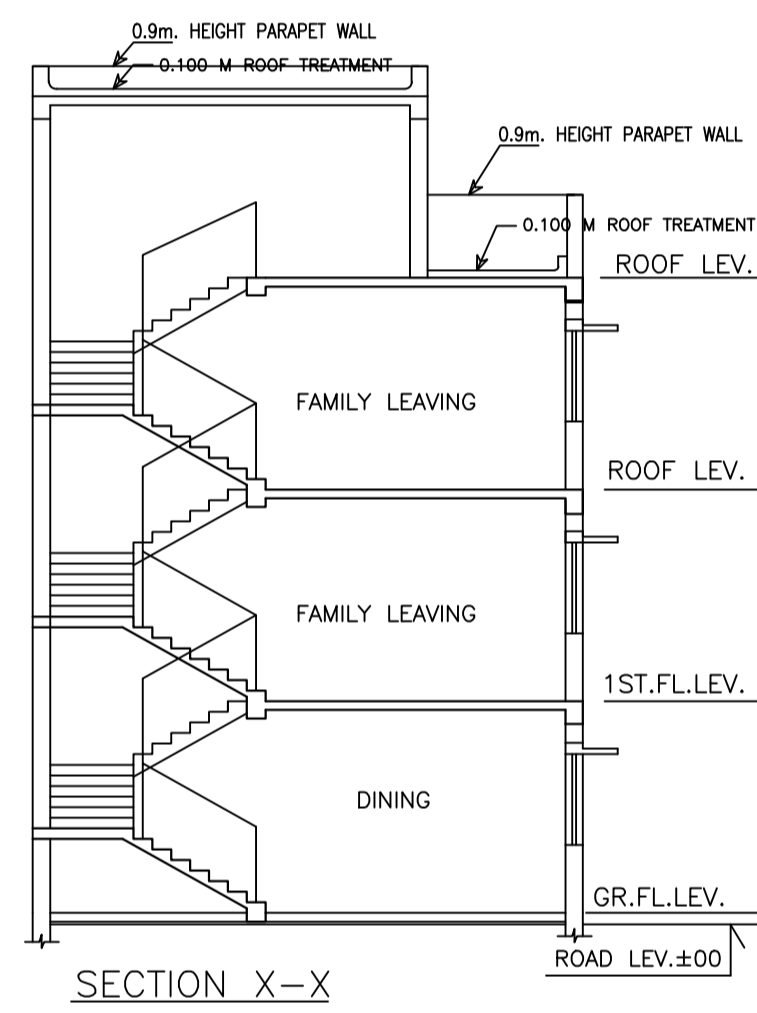 0.9m. HEIGHT PARAPET WALL
0.100 M ROOF TREATMENT
0.9m. HEIGHT PARAPET WALL
0.100 M ROOF TREATMENT
ROOF LEV.
FAMILY LEAVING
ROOF LEV.
FAMILY LEAVING
1ST.FL.LEV.
DINING
GR.FL.LEV.
ROAD LEV.±00
SECTION X-X